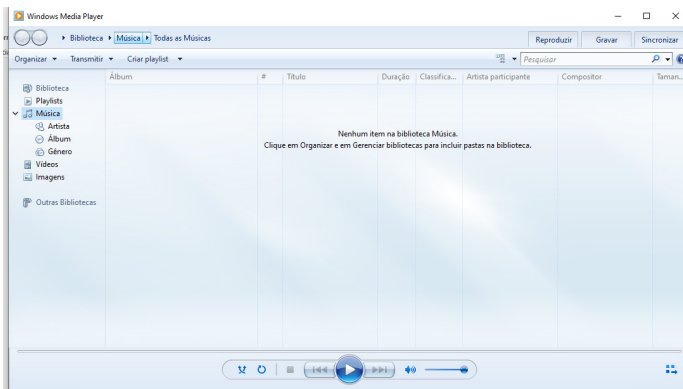 Windows Media Player
Biblioteca Música Todas as Músicas
Reproduzir Gravar Sincronizar
Organizar Transmitir Criar playlist
Pesquisar
Álbum # Título Duração Classifica... Artista participante Compositor Taman...
Biblioteca
Playlists
Música
Artista
Álbum
Gênero
Vídeos
Imagens
Outras Bibliotecas
Nenhum item na biblioteca Música.
Clique em Organizar e em Gerenciar bibliotecas para incluir pastas na biblioteca.